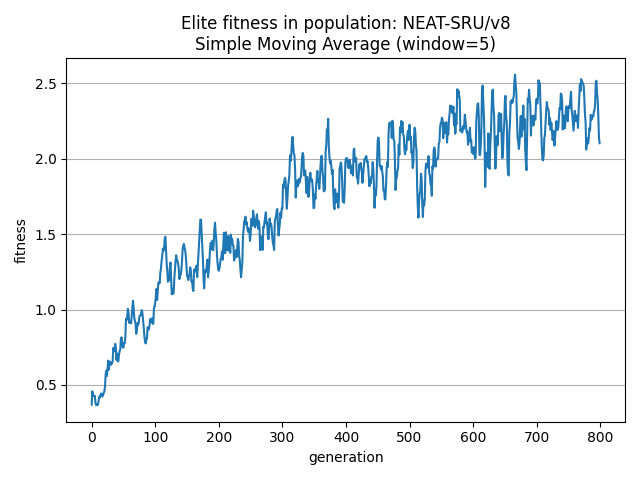 Elite fitness in population: NEAT-SRU/v8
Simple Moving Average (window=5)
fitness
2.5
2.0
1.5
1.0
0.5
0 100 200 300 400 500 600 700 800
generation